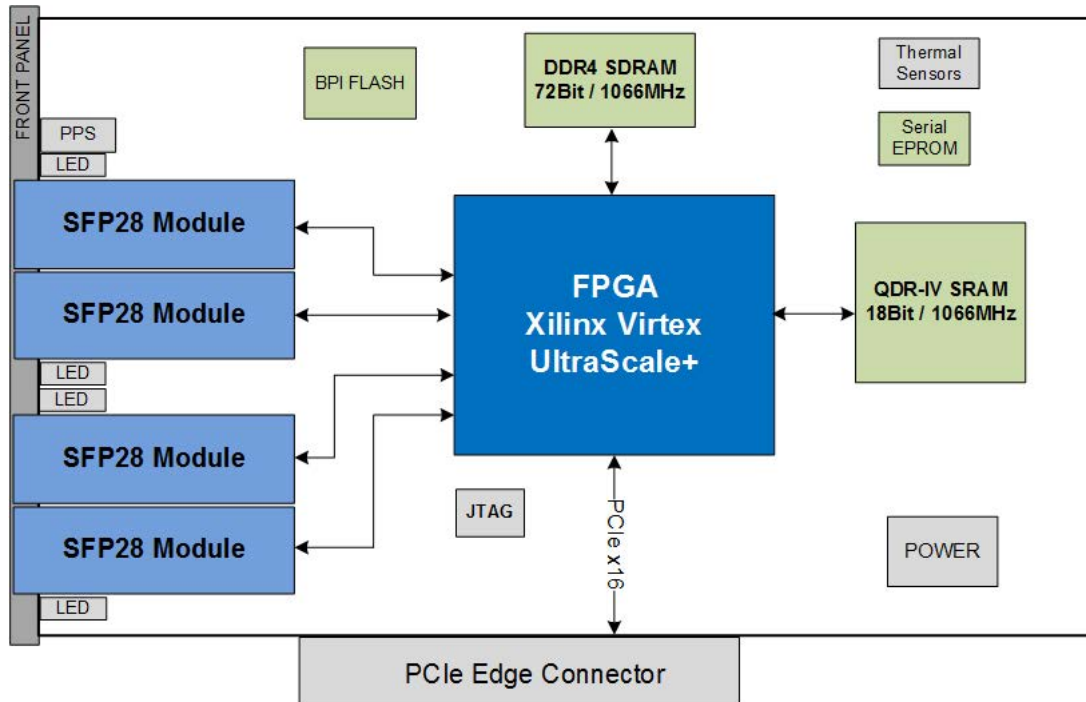 FRONT PANEL
BPI FLASH
DDR4 SDRAM
72Bit / 1066MHz
Thermal
Sensors
PPS
LED
Serial
EPROM
SFP28 Module
SFP28 Module
FPGA
Xilinx Virtex
UltraScale+
QDR-IV SRAM
18Bit / 1066MHz
LED
LED
SFP28 Module
SFP28 Module
JTAG
PCIe x16
POWER
LED
PCIe Edge Connector